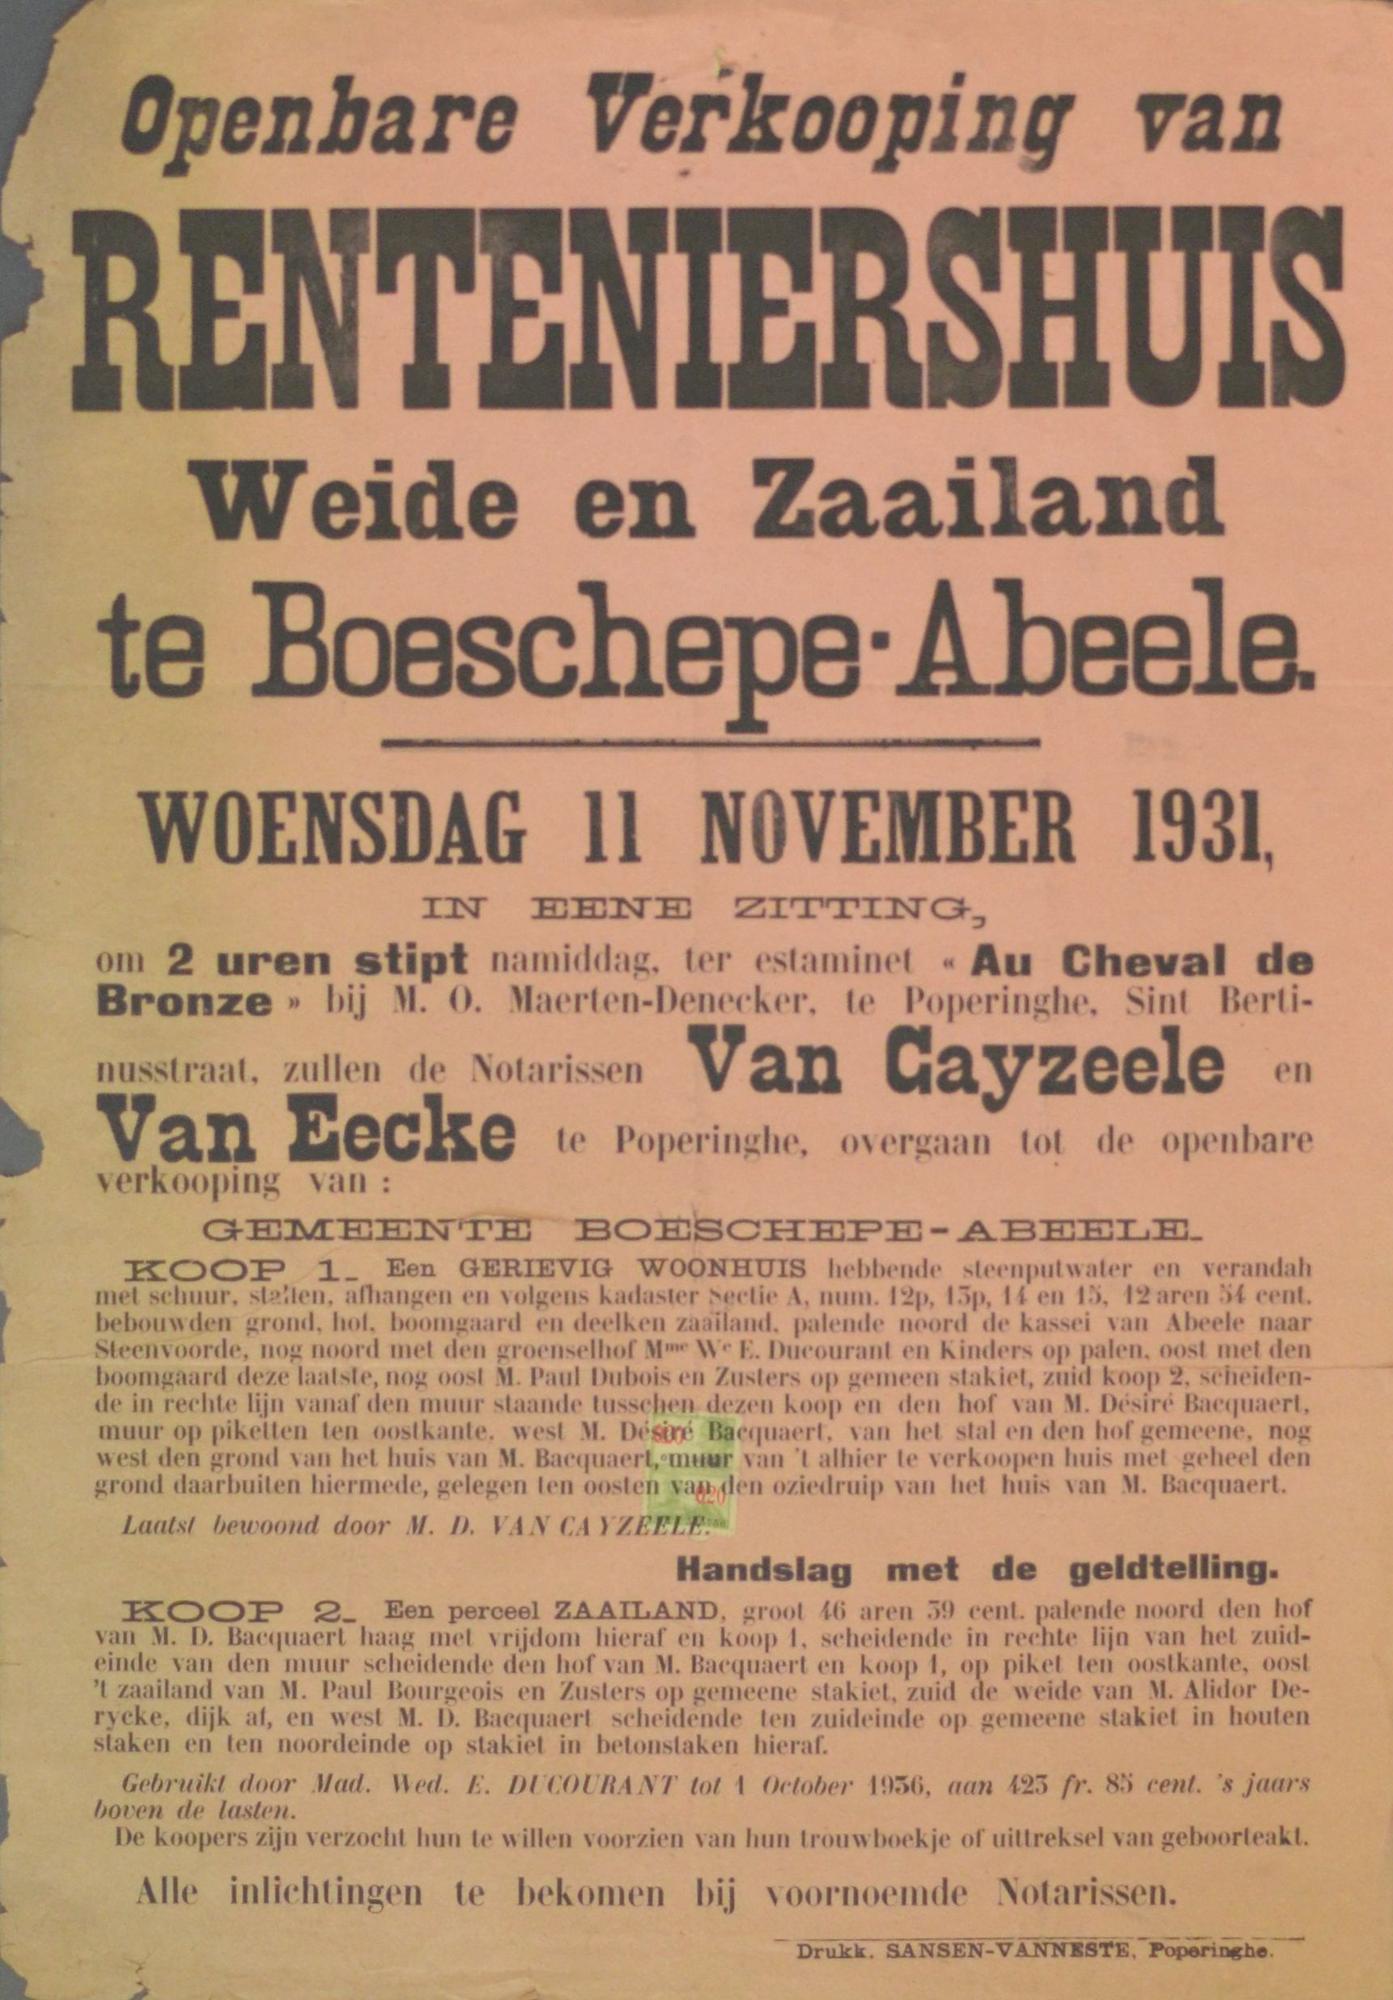 Openbare Verkooping van
RENTENIERSHUIS
Weide en Zaailand
te Boeschepe-Abeele.
WOENSDAG 11 NOVEMBER 1931,
IN EENE ZITTING,
om 2 uren stipt namiddag, ter estaminet « Au Cheval de
Bronze » bij M. O. Maerten-Denecker, te Poperinghe, Sint Berti-
nusstraat, zullen de Notarissen Van Cayzeele en
Van Eecke te Poperinghe, overgaan tot de openbare
verkooping van :
GEMEENTE BOESCHEPE-ABEELE.
KOOP 1. Een GERIEVIG WOONHUIS hebbende steenputwater en verandah
met schuur, stallen, afhangen en volgens kadaster Sectie A, num. 12p, 13p, 14 en 15, 12 aren 54 cent.
bebouwden grond, hof, boomgaard en deelken zaailand, palende noord de kassei van Abeele naar
Steenvoorde, nog noord met den groenselhof Mme We E. Ducourant en Kinders op palen, oost met den
boomgaard deze laatste, nog oost M. Paul Dubois en Zusters op gemeen stakiet, zuid koop 2, scheiden-
de in rechte lijn vanaf den muur staande tusschen dezen koop en den hof van M. Désiré Bacquaert,
muur op piketten ten oostkante, west M. Désiré Bacquaert, van het stal en den hof gemeene, nog
west den grond van het huis van M. Bacquaert, muur van 't alhier te verkoopen huis met geheel den
grond daarbuiten hiermede, gelegen ten oosten van den oziedruip van het huis van M. Bacquaert.
Laatst bewoond door M. D. VAN CAYZEELE.
Handslag met de geldtelling.
KOOP 2. Een perceel ZAAILAND, groot 46 aren 39 cent. palende noord den hof
van M. D. Bacquaert haag met vrijdom hieraf en koop 1, scheidende in rechte lijn van het zuid-
einde van den muur scheidende den hof van M. Bacquaert en koop 1, op piket ten oostkante, oost
't zaailand van M. Paul Bourgeois en Zusters op gemeene stakiet, zuid de weide van M. Alidor De-
rycke, dijk af, en west M. D. Bacquaert scheidende ten zuideinde op gemeene stakiet in houten
staken en ten noordeinde op stakiet in betonstaken hieraf.
Gebruikt door Mad. Wed. E. DUCOURANT tot 1 October 1936, aan 423 fr. 85 cent. 's jaars
boven de lasten.
De koopers zijn verzocht hun te willen voorzien van hun trouwboekje of uittreksel van geboorteakt.
Alle inlichtingen te bekomen bij voornoemde Notarissen.
Drukk. SANSEN-VANNESTE, Poperinghe.